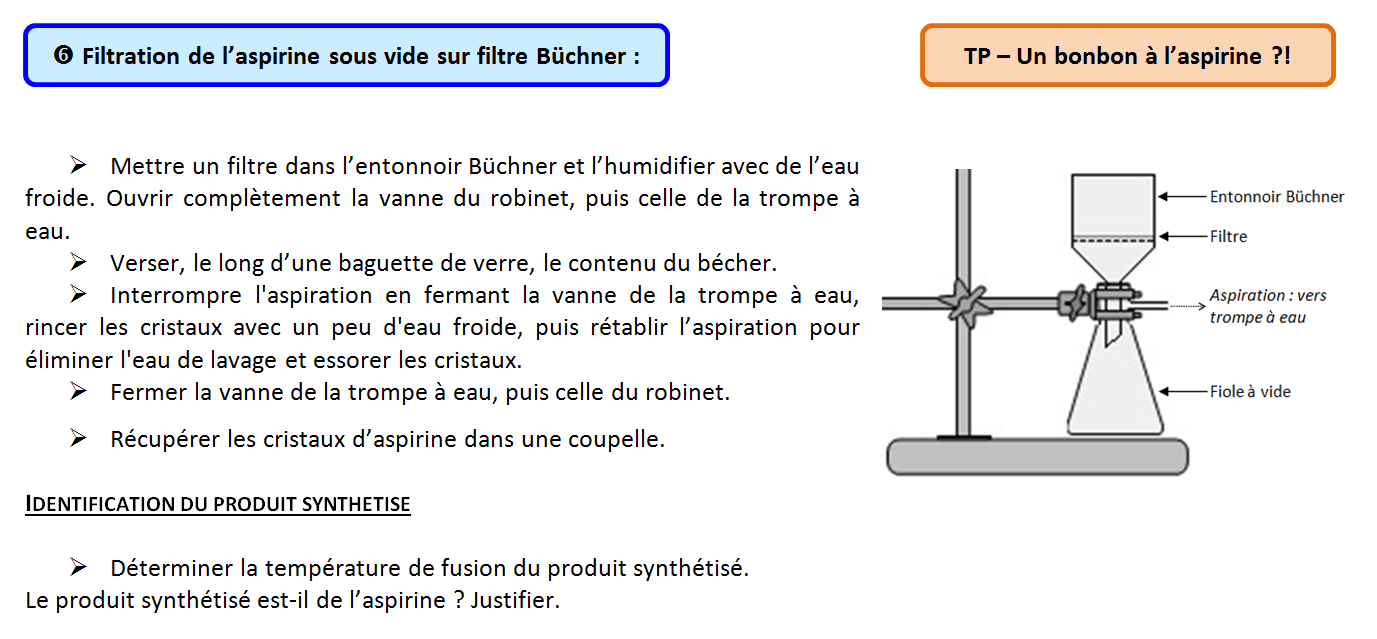 ❻ Filtration de l’aspirine sous vide sur filtre Büchner :
TP – Un bonbon à l’aspirine ?!
➢ Mettre un filtre dans l’entonnoir Büchner et l’humidifier avec de l’eau
froide. Ouvrir complètement la vanne du robinet, puis celle de la trompe à
eau.
➢ Verser, le long d’une baguette de verre, le contenu du bécher.
➢ Interrompre l'aspiration en fermant la vanne de la trompe à eau,
rincer les cristaux avec un peu d'eau froide, puis rétablir l’aspiration pour
éliminer l'eau de lavage et essorer les cristaux.
➢ Fermer la vanne de la trompe à eau, puis celle du robinet.
➢ Récupérer les cristaux d’aspirine dans une coupelle.
Entonnoir Büchner
Filtre
Aspiration : vers
trompe à eau
Fiole à vide
IDENTIFICATION DU PRODUIT SYNTHETISE
➢ Déterminer la température de fusion du produit synthétisé.
Le produit synthétisé est-il de l’aspirine ? Justifier.